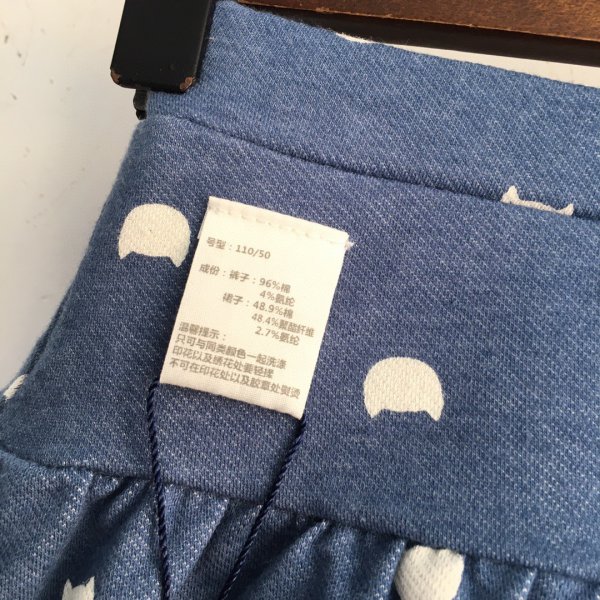 号型：110/50
成份：裤子：96%棉
4%氨纶
裙子：48.9%棉
48.4%聚酯纤维
2.7%氨纶
温馨提示：
只可与同类颜色一起洗涤
印花以及绣花处要轻揉
不可在印花处以及胶章处熨烫